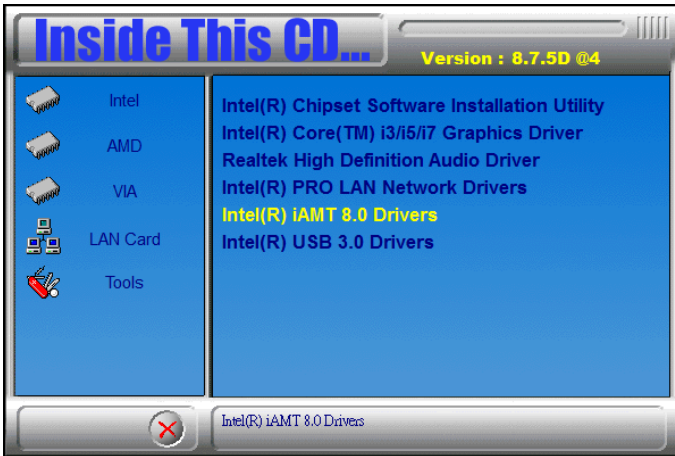 Inside This CD...
Version : 8.7.5D @4
Intel
AMD
VIA
LAN Card
Tools
Intel(R) Chipset Software Installation Utility
Intel(R) Core(TM) i3/i5/i7 Graphics Driver
Realtek High Definition Audio Driver
Intel(R) PRO LAN Network Drivers
Intel(R) iAMT 8.0 Drivers
Intel(R) USB 3.0 Drivers
Intel(R) iAMT 8.0 Drivers